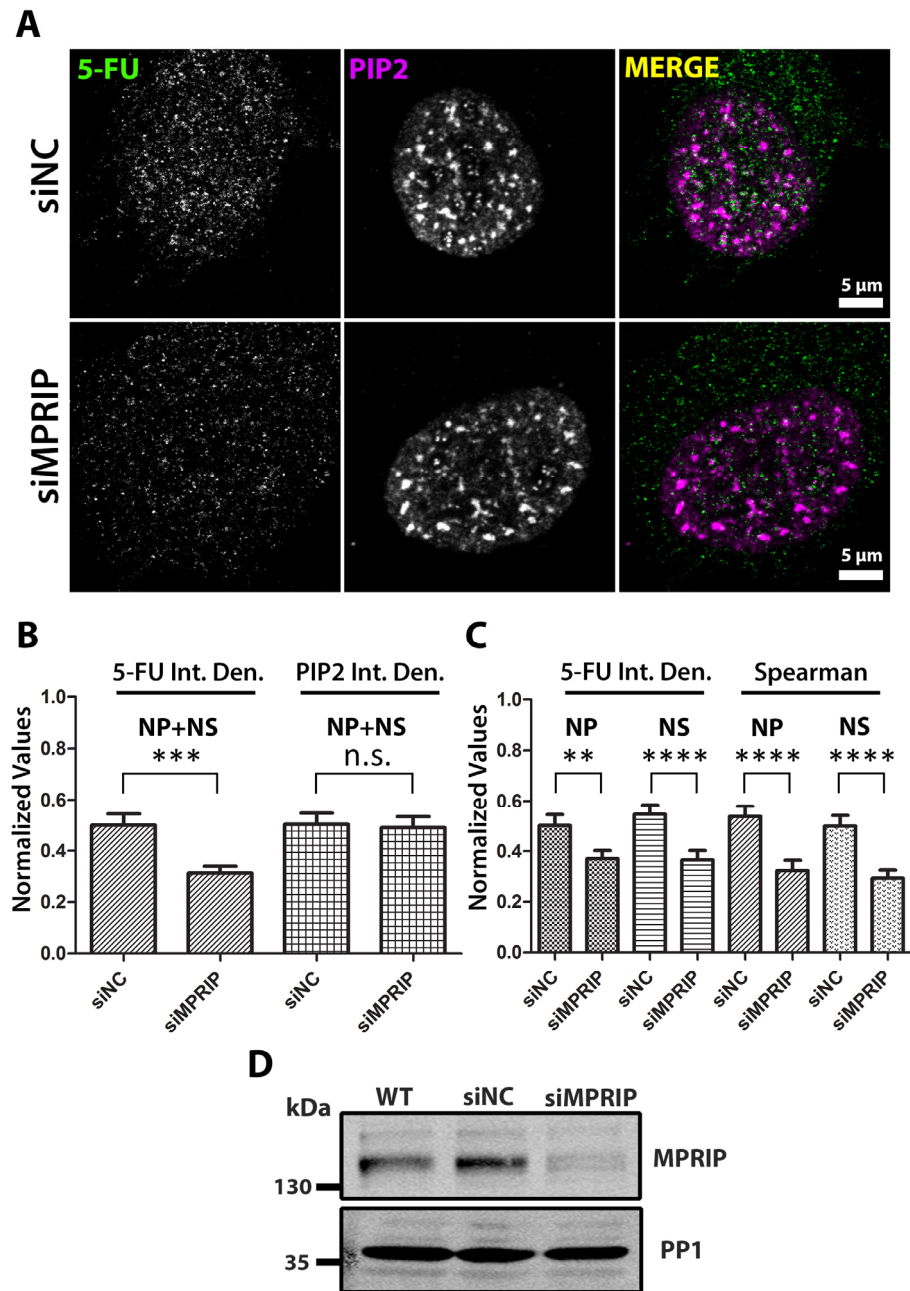 A
5-FU
PIP2
MERGE
siNC
5 µm
siMPRIP
5 µm
B
5-FU Int. Den.
PIP2 Int. Den.
Normalized Values
1.0
0.8
0.6
0.4
0.2
0.0
NP+NS
***
NP+NS
n.s.
siNC
siMPRIP
siNC
siMPRIP
C
5-FU Int. Den.
Spearman
Normalized Values
1.0
0.8
0.6
0.4
0.2
0.0
NP
NS
NP
NS
**
****
****
****
siNC
siMPRIP
siNC
siMPRIP
siNC
siMPRIP
siNC
siMPRIP
D
kDa
WT
siNC
siMPRIP
MPRIP
130
PP1
35